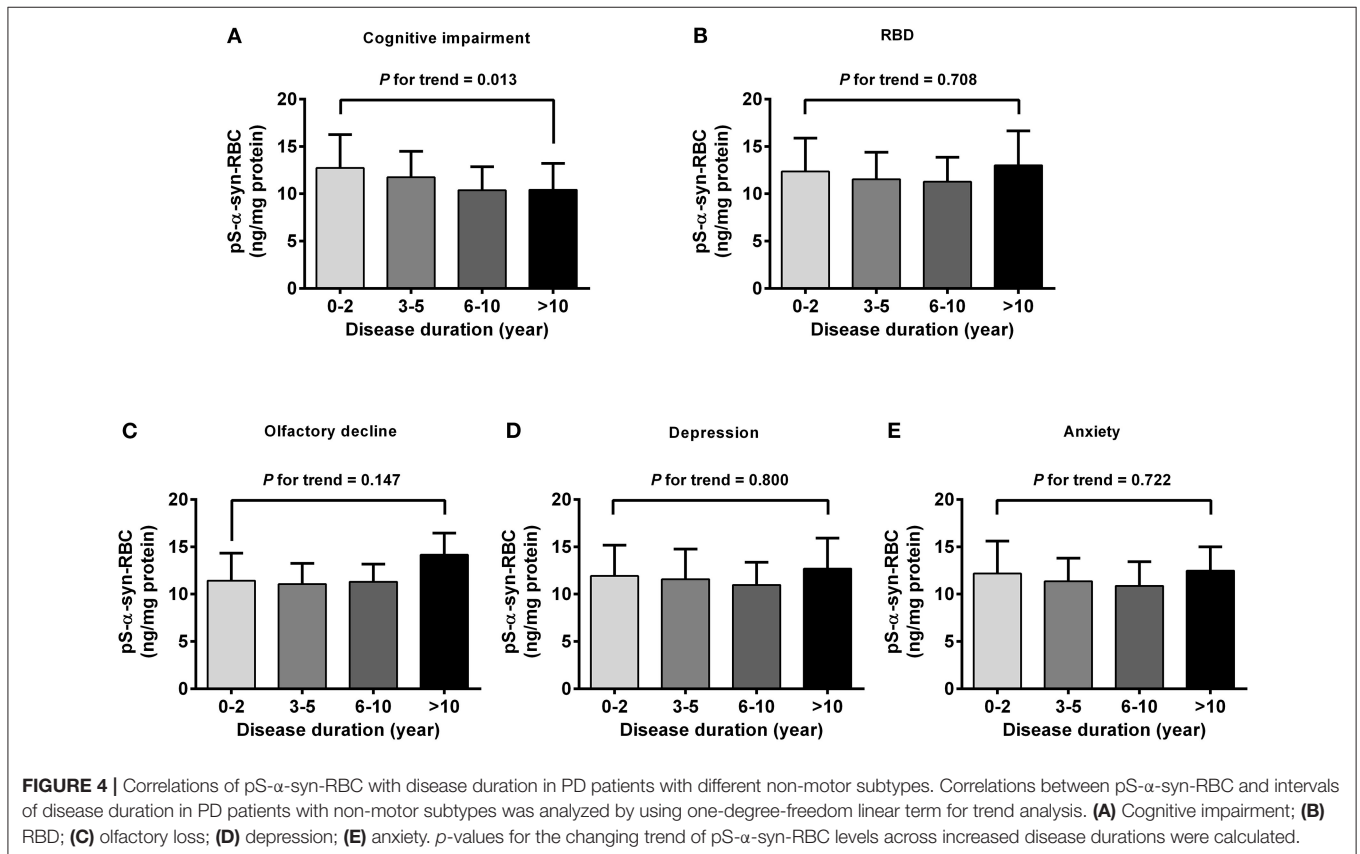 A
Cognitive impairment
P for trend = 0.013
pS-α-syn-RBC
(ng/mg protein)
20
15
10
5
0
0-2 3-5 6-10 >10
Disease duration (year)
B
RBD
P for trend = 0.708
pS-α-syn-RBC
(ng/mg protein)
20
15
10
5
0
0-2 3-5 6-10 >10
Disease duration (year)
C
Olfactory decline
P for trend = 0.147
pS-α-syn-RBC
(ng/mg protein)
20
15
10
5
0
0-2 3-5 6-10 >10
Disease duration (year)
D
Depression
P for trend = 0.800
pS-α-syn-RBC
(ng/mg protein)
20
15
10
5
0
0-2 3-5 6-10 >10
Disease duration (year)
E
Anxiety
P for trend = 0.722
pS-α-syn-RBC
(ng/mg protein)
20
15
10
5
0
0-2 3-5 6-10 >10
Disease duration (year)
FIGURE 4 | Correlations of pS-α-syn-RBC with disease duration in PD patients with different non-motor subtypes. Correlations between pS-α-syn-RBC and intervals
of disease duration in PD patients with non-motor subtypes was analyzed by using one-degree-freedom linear term for trend analysis. (A) Cognitive impairment; (B)
RBD; (C) olfactory loss; (D) depression; (E) anxiety. p-values for the changing trend of pS-α-syn-RBC levels across increased disease durations were calculated.